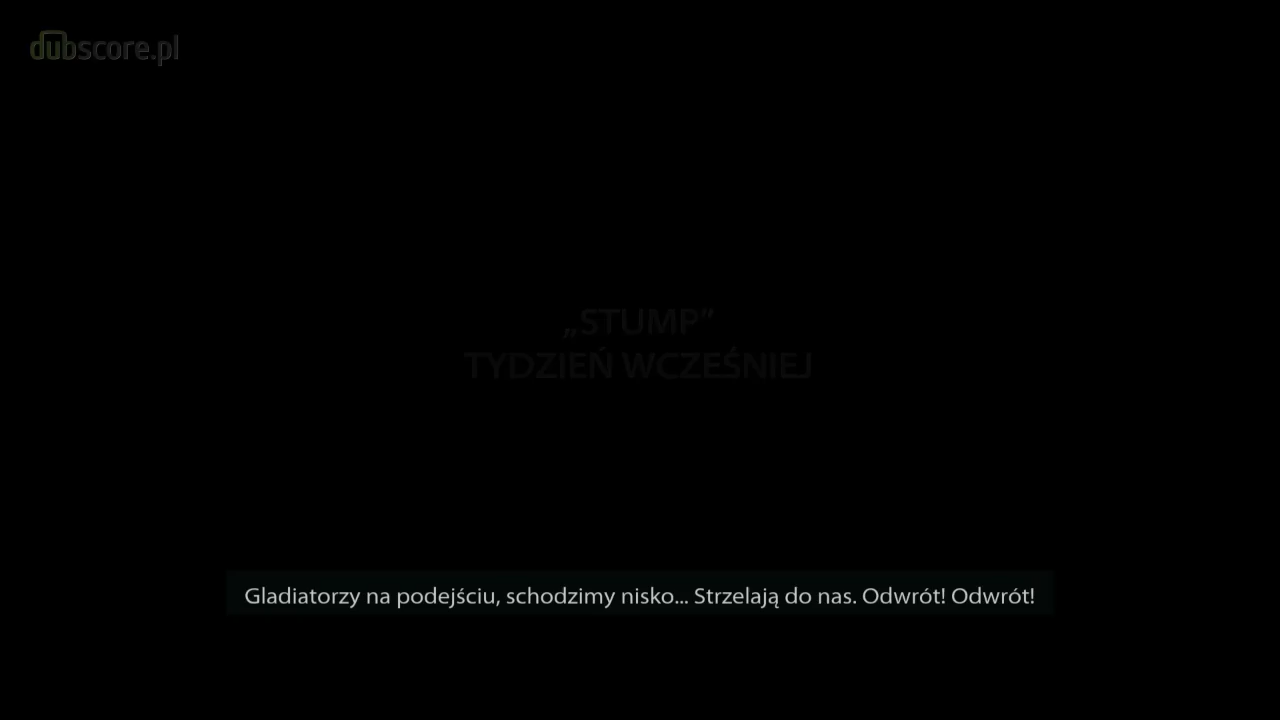 dubscore.pl
„STUMP”
TYDZIEŃ WCZEŚNIEJ
Gladiatorzy na podejściu, schodzimy nisko... Strzelają do nas. Odwrót! Odwrót!